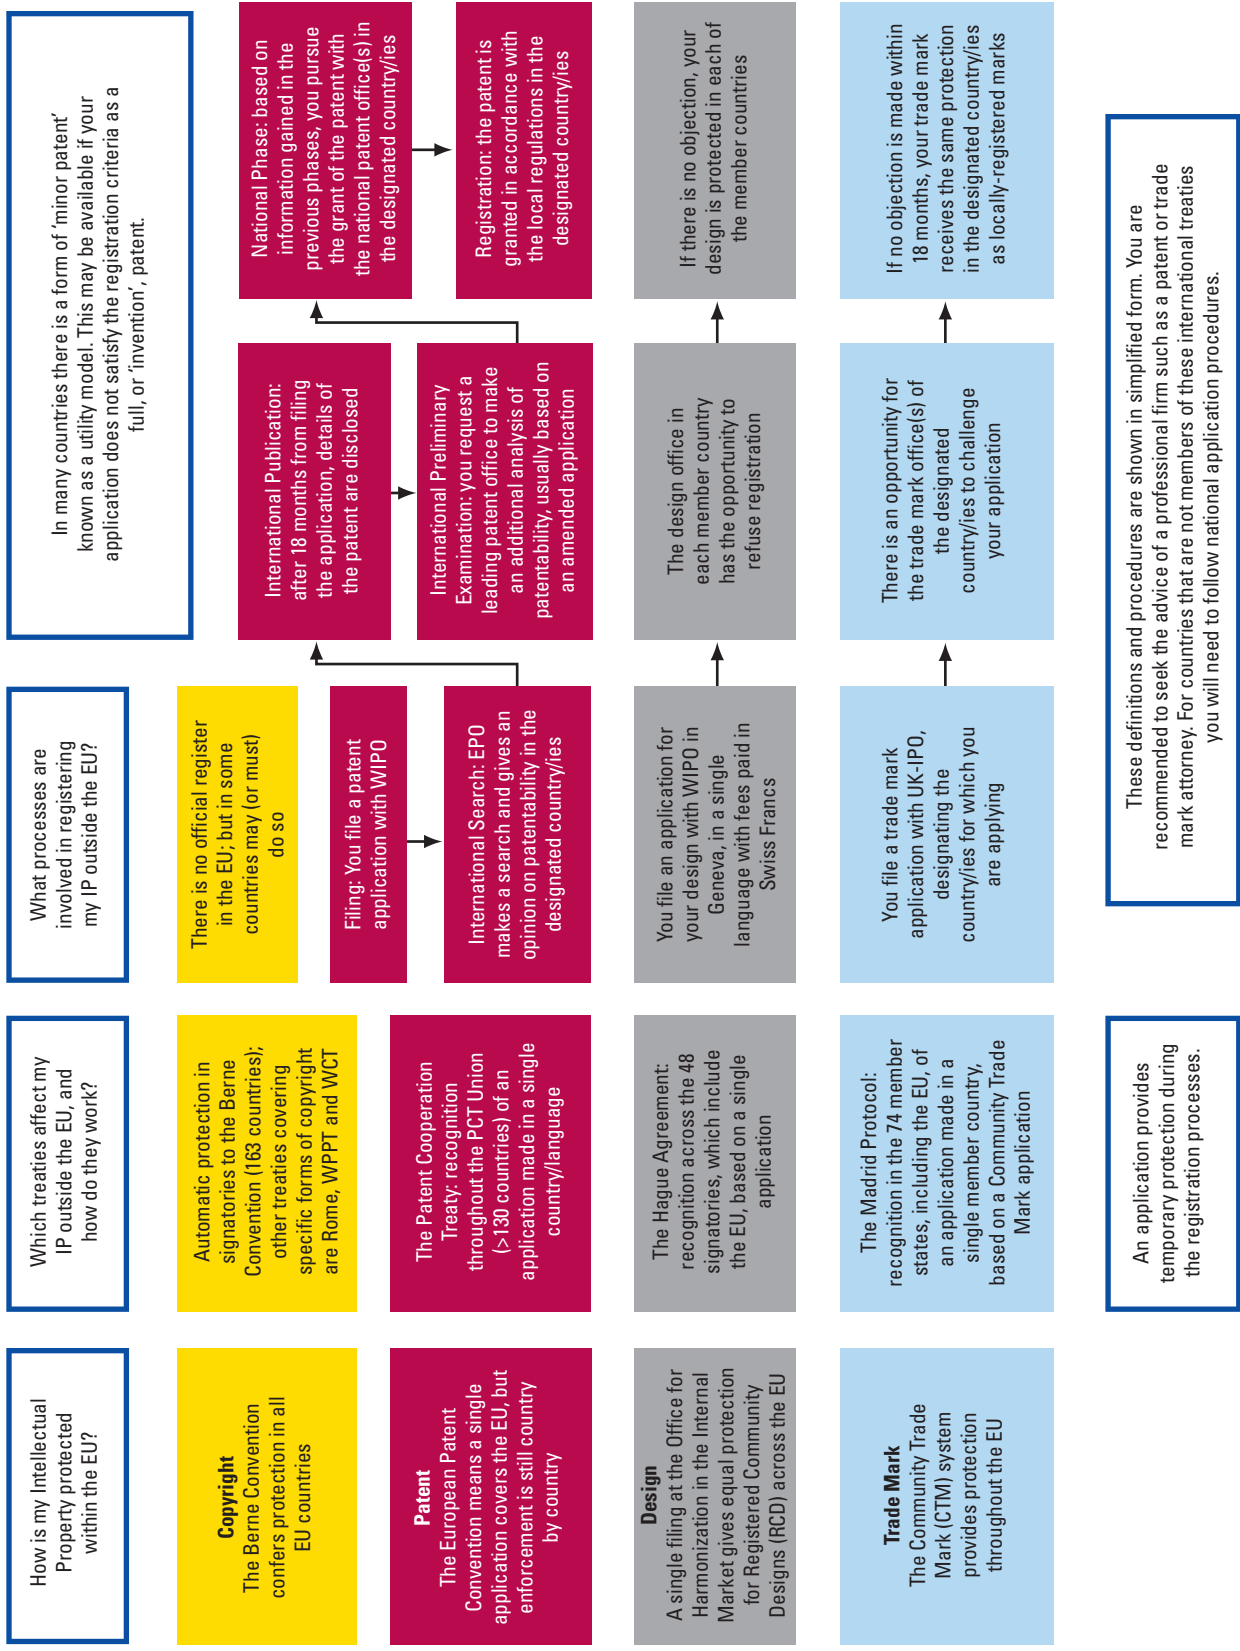 How is my Intellectual
Property protected
within the EU?
Which treaties affect my
IP outside the EU, and
how do they work?
What processes are
involved in registering
my IP outside the EU?
In many countries there is a form of ‘minor patent’
known as a utility model. This may be available if your
application does not satisfy the registration criteria as a
full, or ‘invention’, patent.
Copyright
The Berne Convention
confers protection in all
EU countries
Automatic protection in
signatories to the Berne
Convention (163 countries);
other treaties covering
specific forms of copyright
are Rome, WPPT and WCT
There is no official register
in the EU; but in some
countries may (or must)
do so
Patent
The European Patent
Convention means a single
application covers the EU, but
enforcement is still country
by country
The Patent Cooperation
Treaty: recognition
throughout the PCT Union
(>130 countries) of an
application made in a single
country/language
Filing: You file a patent
application with WIPO
International Search: EPO
makes a search and gives an
opinion on patentability in the
designated country/ies
International Publication:
after 18 months from filing
the application, details of
the patent are disclosed
International Preliminary
Examination: you request a
leading patent office to make
an additional analysis of
patentability, usually based on
an amended application
National Phase: based on
information gained in the
previous phases, you pursue
the grant of the patent with
the national patent office(s) in
the designated country/ies
Registration: the patent is
granted in accordance with
the local regulations in the
designated country/ies
Design
A single filing at the Office for
Harmonization in the Internal
Market gives equal protection
for Registered Community
Designs (RCD) across the EU
The Hague Agreement:
recognition across the 48
signatories, which include
the EU, based on a single
application
You file an application for
your design with WIPO in
Geneva, in a single
language with fees paid in
Swiss Francs
The design office in
each member country
has the opportunity to
refuse registration
If there is no objection, your
design is protected in each of
the member countries
Trade Mark
The Community Trade
Mark (CTM) system
provides protection
throughout the EU
The Madrid Protocol:
recognition in the 74 member
states, including the EU, of
an application made in a
single member country,
based on a Community Trade
Mark application
You file a trade mark
application with UK-IPO,
designating the
country/ies for which you
are applying
There is an opportunity for
the trade mark office(s) of
the designated
country/ies to challenge
your application
If no objection is made within
18 months, your trade mark
receives the same protection
in the designated country/ies
as locally-registered marks
An application provides
temporary protection during
the registration processes.
These definitions and procedures are shown in simplified form. You are
recommended to seek the advice of a professional firm such as a patent or trade
mark attorney. For countries that are not members of these international treaties
you will need to follow national application procedures.